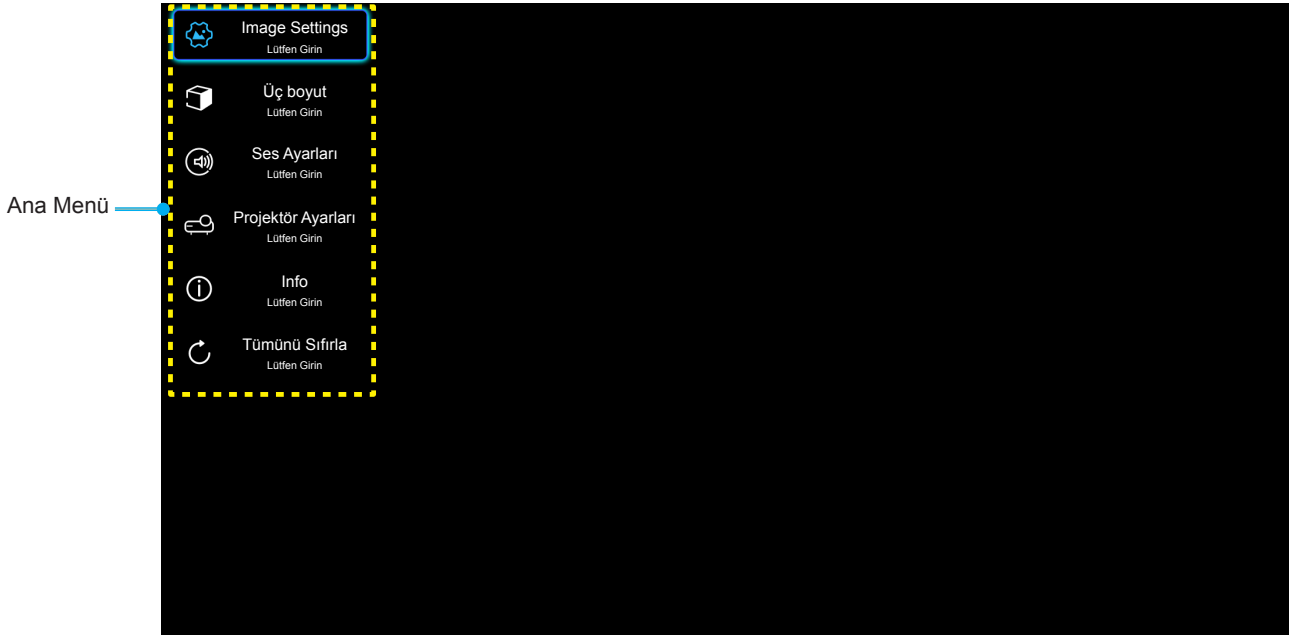 Image Settings
Lütfen Girin
Üç boyut
Lütfen Girin
Ses Ayarları
Lütfen Girin
Ana Menü
Projektör Ayarları
Lütfen Girin
Info
Lütfen Girin
Tümünü Sıfırla
Lütfen Girin